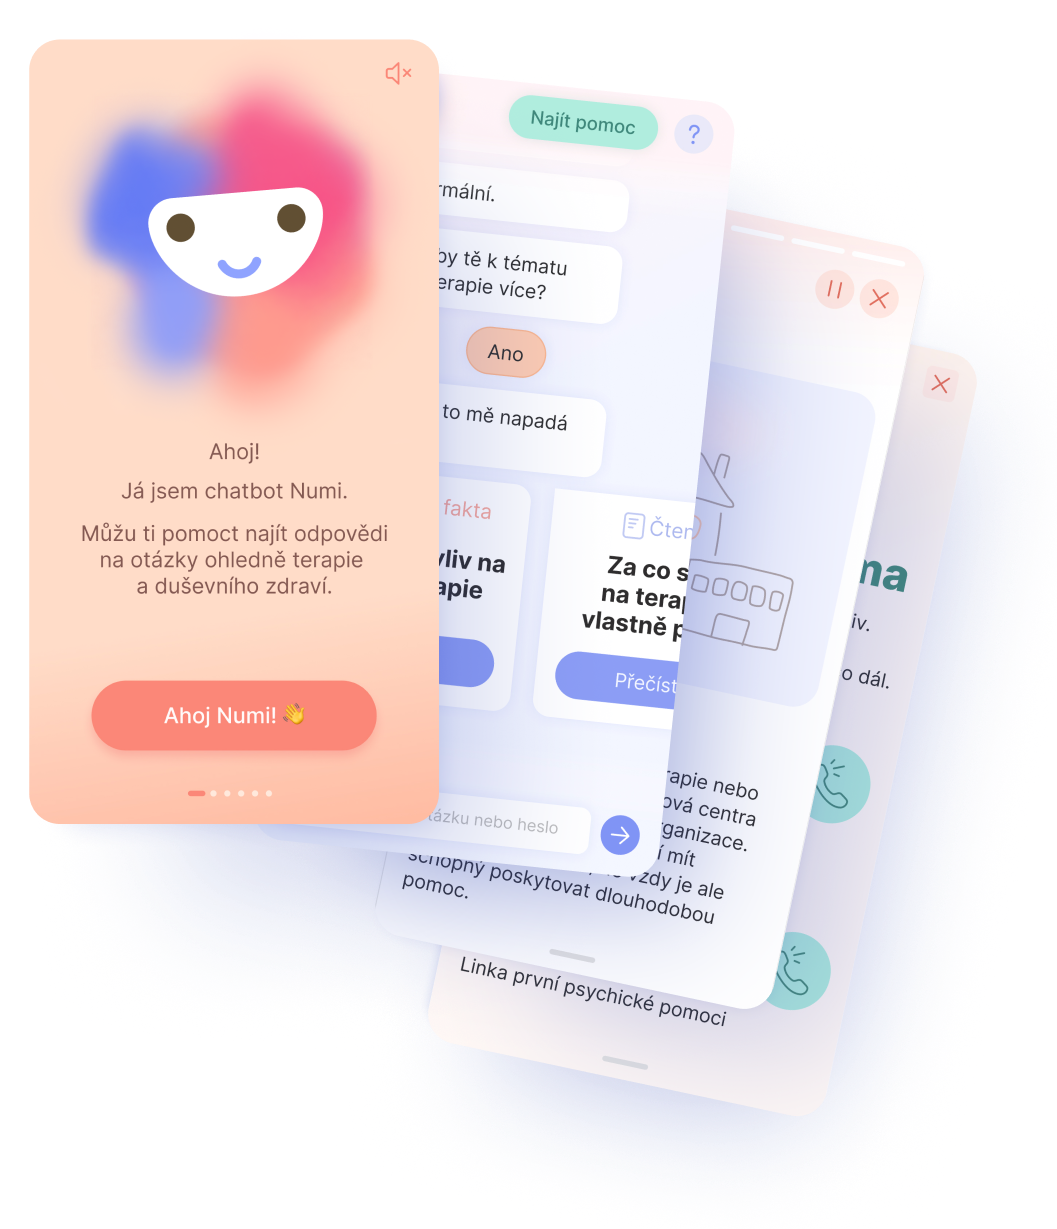 Ahoj!
Já jsem chatbot Numi.
Můžu ti pomoct najít odpovědi
na otázky ohledně terapie
a duševního zdraví.
Ahoj Numi! 👋
Najít pomoc
?
rmální.
by tě k tématu
erapie více?
Ano
to mě napadá
fakta
vliv na
apie
Čten
Za co s
na terap
vlastně p
Přečíst
tázku nebo heslo
rapie nebo
ová centra
rganizace.
í mít
vždy je ale
schopný poskytovat dlouhodobou
pomoc.
ma
iv.
o dál.
Linka první psychické pomoci